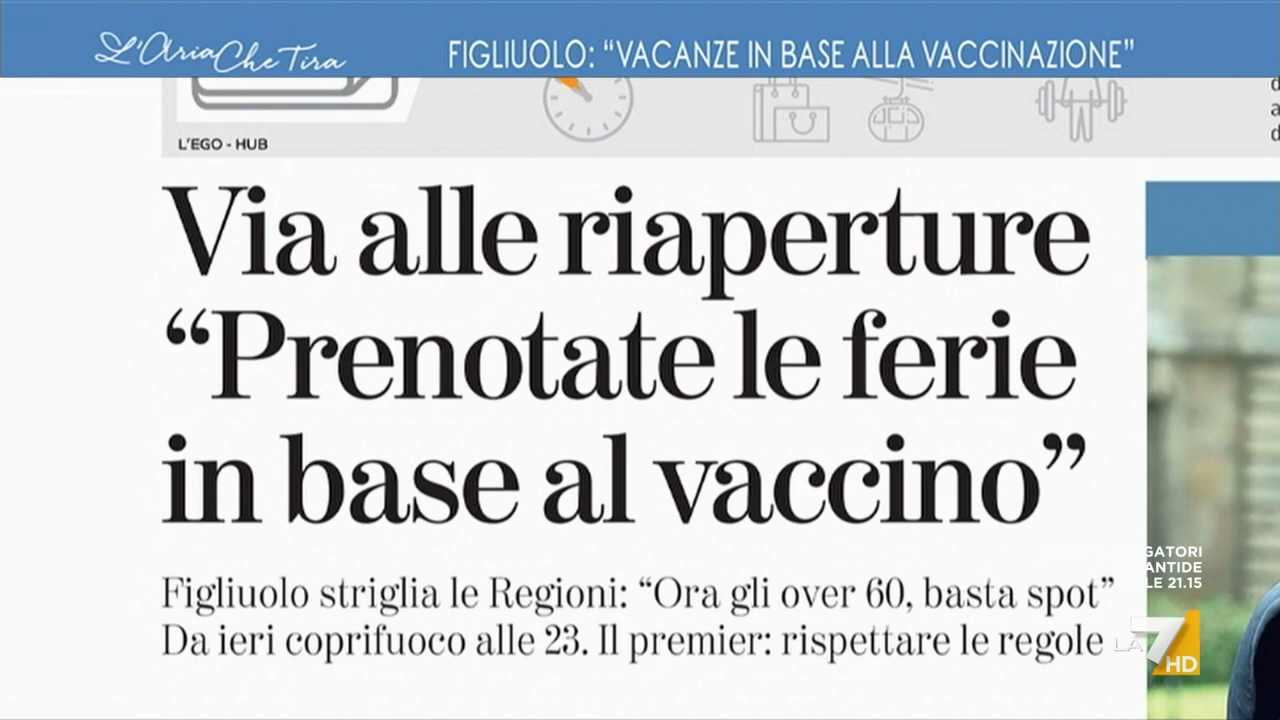 L'Aria Che Tira
FIGLIUOLO: “VACANZE IN BASE ALLA VACCINAZIONE”
L'EGO - HUB
Via alle riaperture
“Prenotate le ferie
in base al vaccino”
Figliuolo striglia le Regioni: “Ora gli over 60, basta spot”
Da ieri coprifuoco alle 23. Il premier: rispettare le regole
21.15
LA7
HD